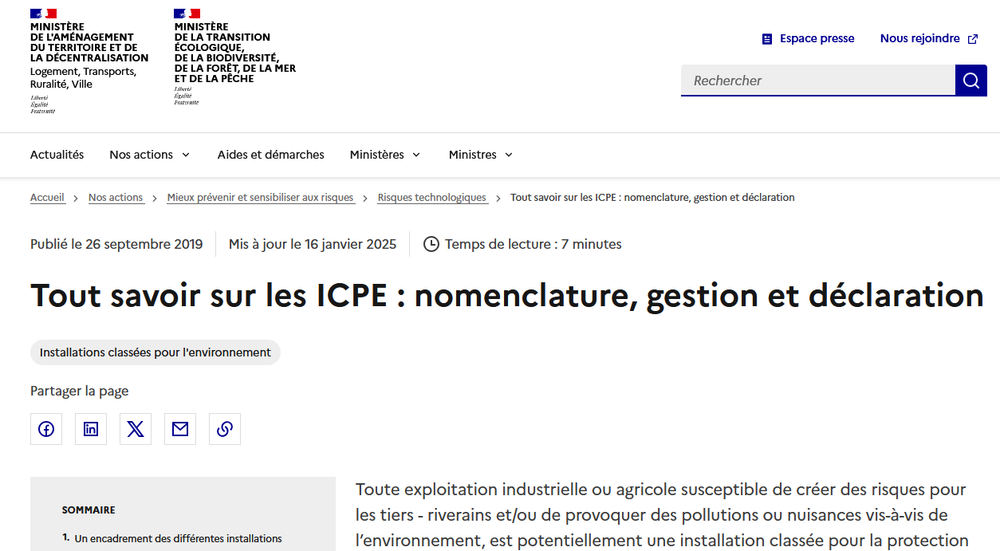 MINISTÈRE
DE L'AMÉNAGEMENT
DU TERRITOIRE ET DE
LA DÉCENTRALISATION
Logement, Transports,
Ruralité, Ville
Liberté
Égalité
Fraternité
MINISTÈRE
DE LA TRANSITION
ÉCOLOGIQUE,
DE LA BIODIVERSITÉ,
DE LA FORÊT, DE LA MER
ET DE LA PÊCHE
Liberté
Égalité
Fraternité
Espace presse Nous rejoindre
Rechercher
Actualités Nos actions Aides et démarches Ministères Ministres
Accueil Nos actions Mieux prévenir et sensibiliser aux risques Risques technologiques Tout savoir sur les ICPE : nomenclature, gestion et déclaration
Publié le 26 septembre 2019 Mis à jour le 16 janvier 2025 Temps de lecture : 7 minutes
Tout savoir sur les ICPE : nomenclature, gestion et déclaration
Installations classées pour l'environnement
Partager la page
SOMMAIRE
1. Un encadrement des différentes installations
Toute exploitation industrielle ou agricole susceptible de créer des risques pour
les tiers - riverains et/ou de provoquer des pollutions ou nuisances vis-à-vis de
l’environnement, est potentiellement une installation classée pour la protection